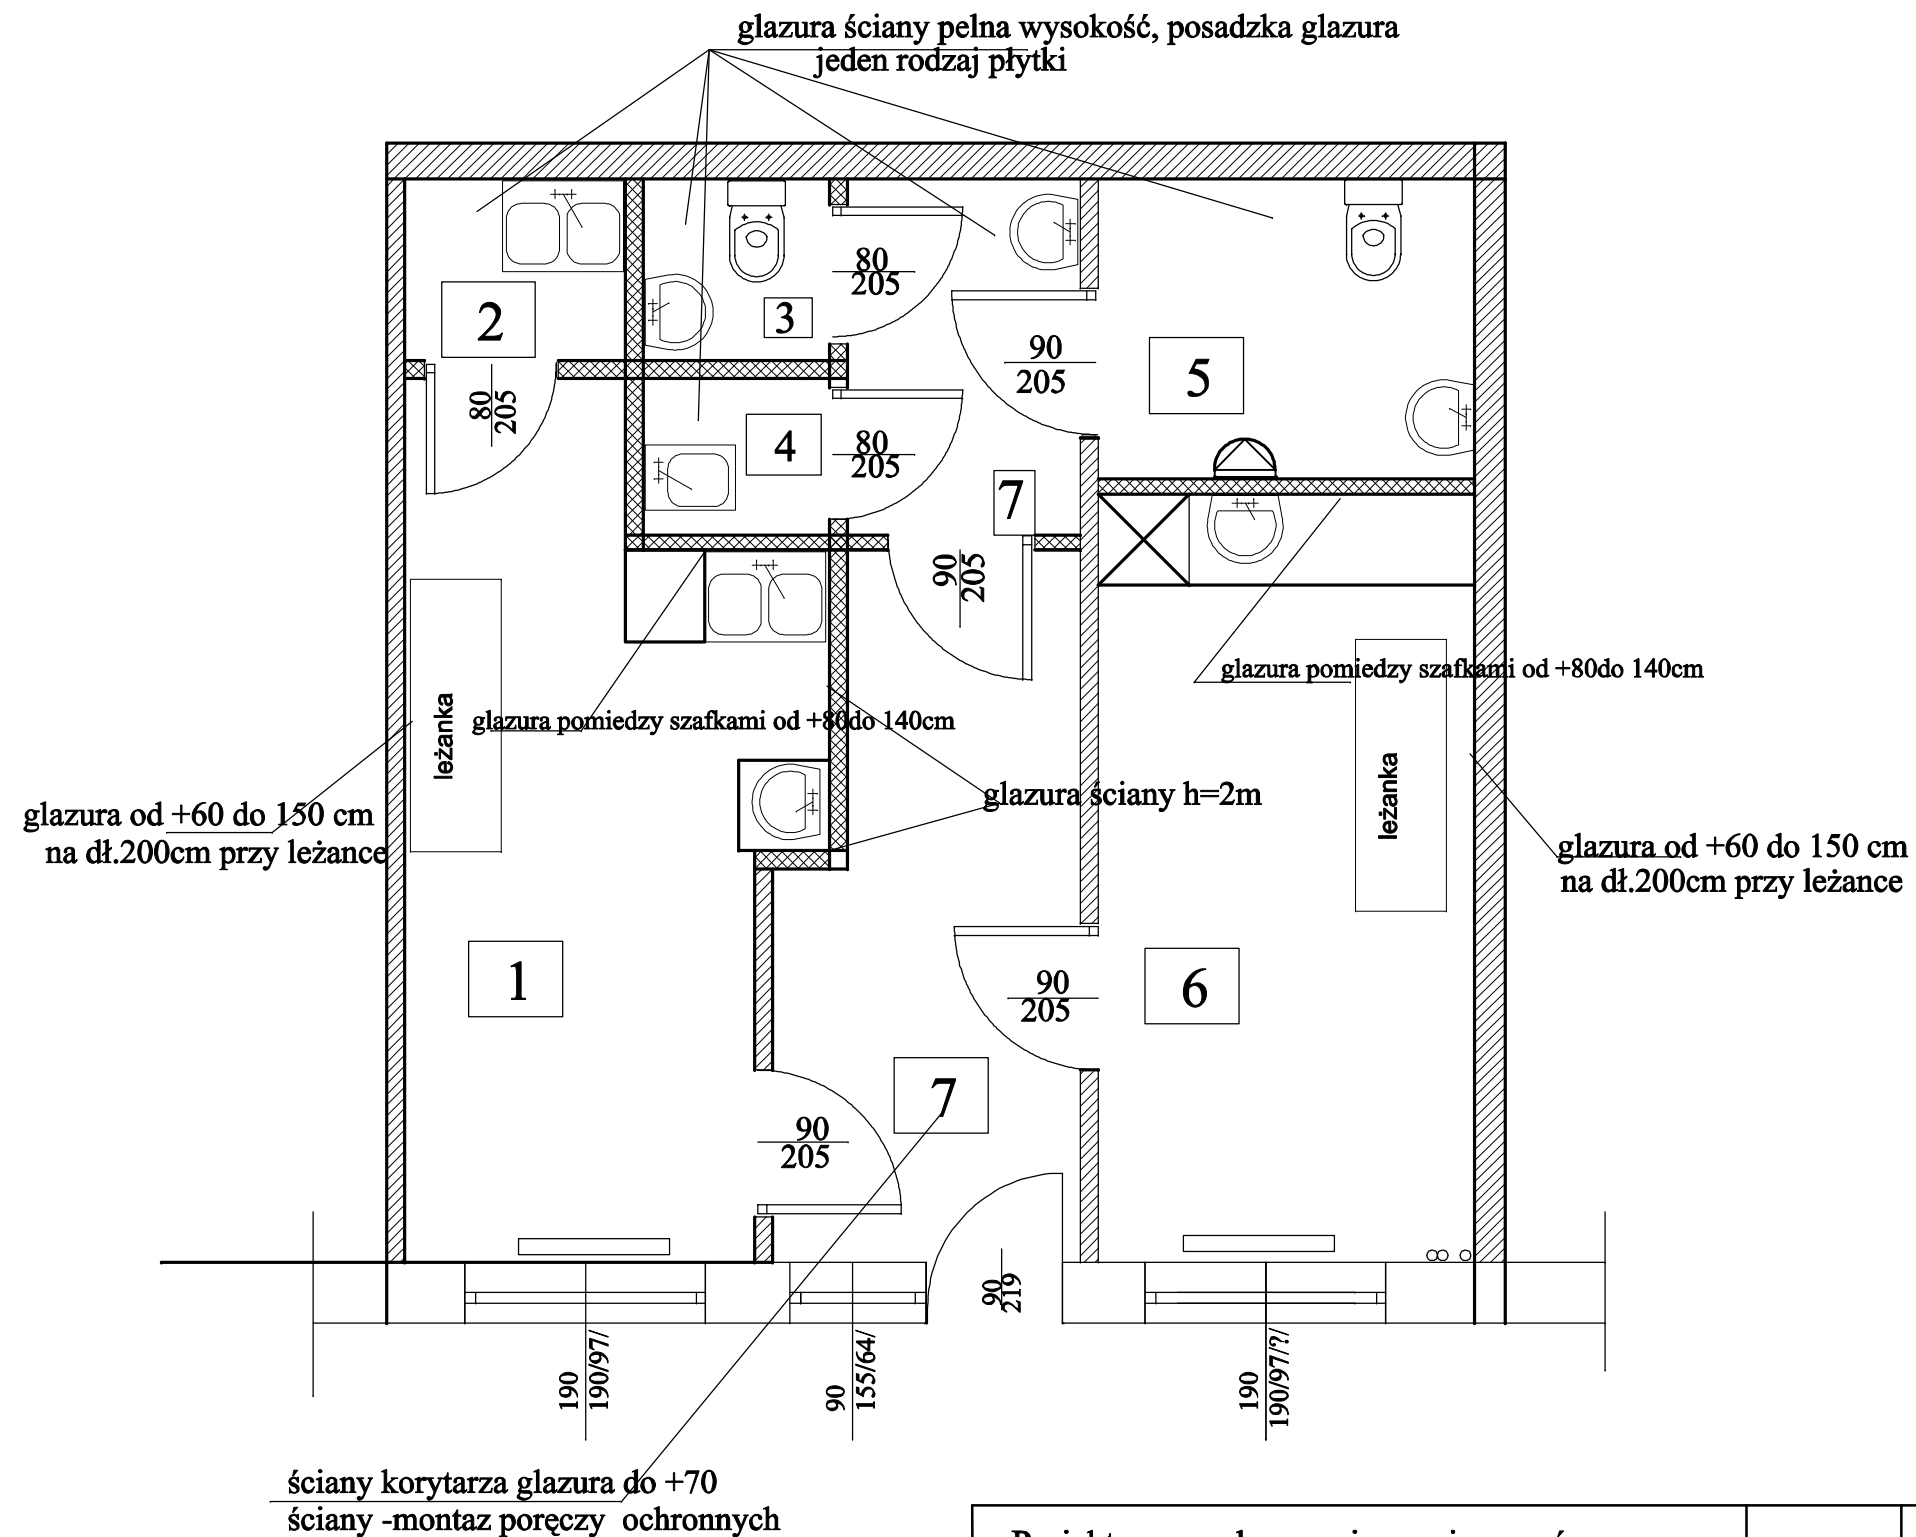 glazura ściany pełna wysokość, posadzka glazura
jeden rodzaj płytki
2
80
205
3
80
205
90
205
5
4
80
205
7
90
205
leżanka
glazura pomiedzy szafkami od +80do 140cm
glazura pomiedzy szafkami od +80do 140cm
leżanka
glazura ściany h=2m
glazura od +60 do 150 cm
na dł.200cm przy leżance
glazura od +60 do 150 cm
na dł.200cm przy leżance
1
90
205
6
7
90
205
90
219
190
190/97/
90
155/64/
190
190/97/?/
ściany korytarza glazura do +70
ściany -montaz poręczy ochronnych